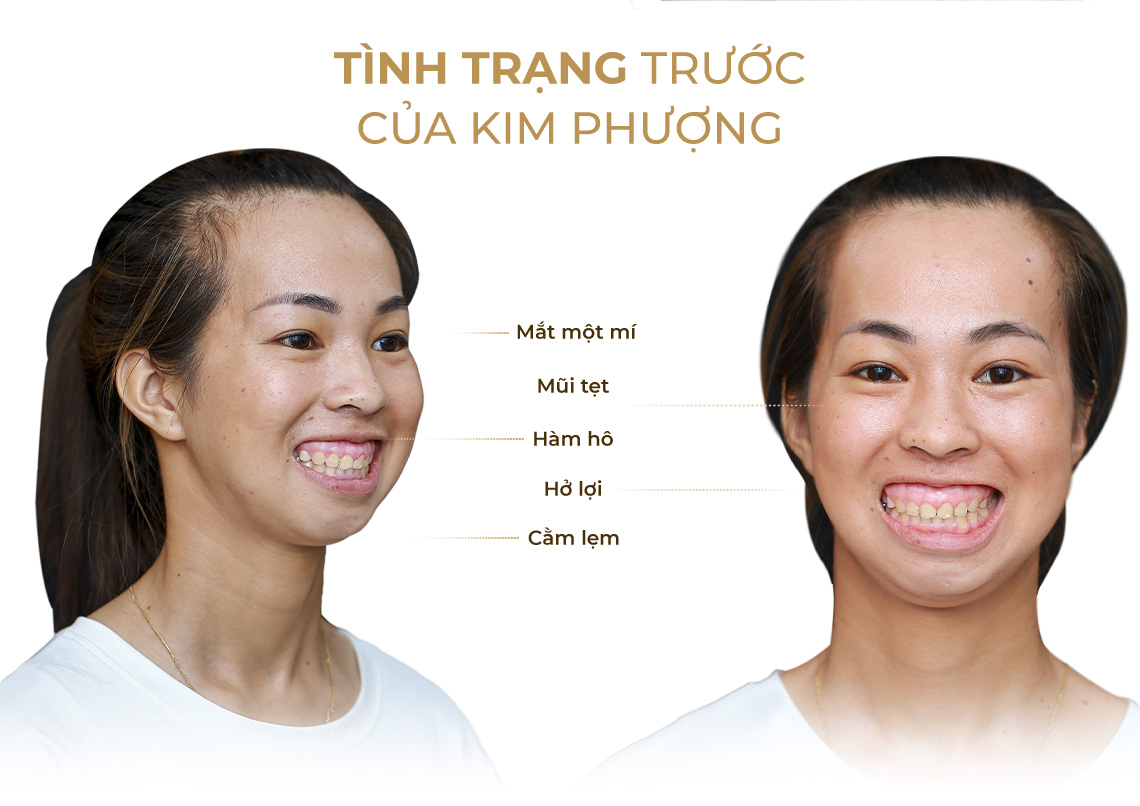 TÌNH TRẠNG TRƯỚC
CỦA KIM PHƯỢNG
Mắt một mí
Mũi tẹt
Hàm hô
Hở lợi
Cằm lẹm